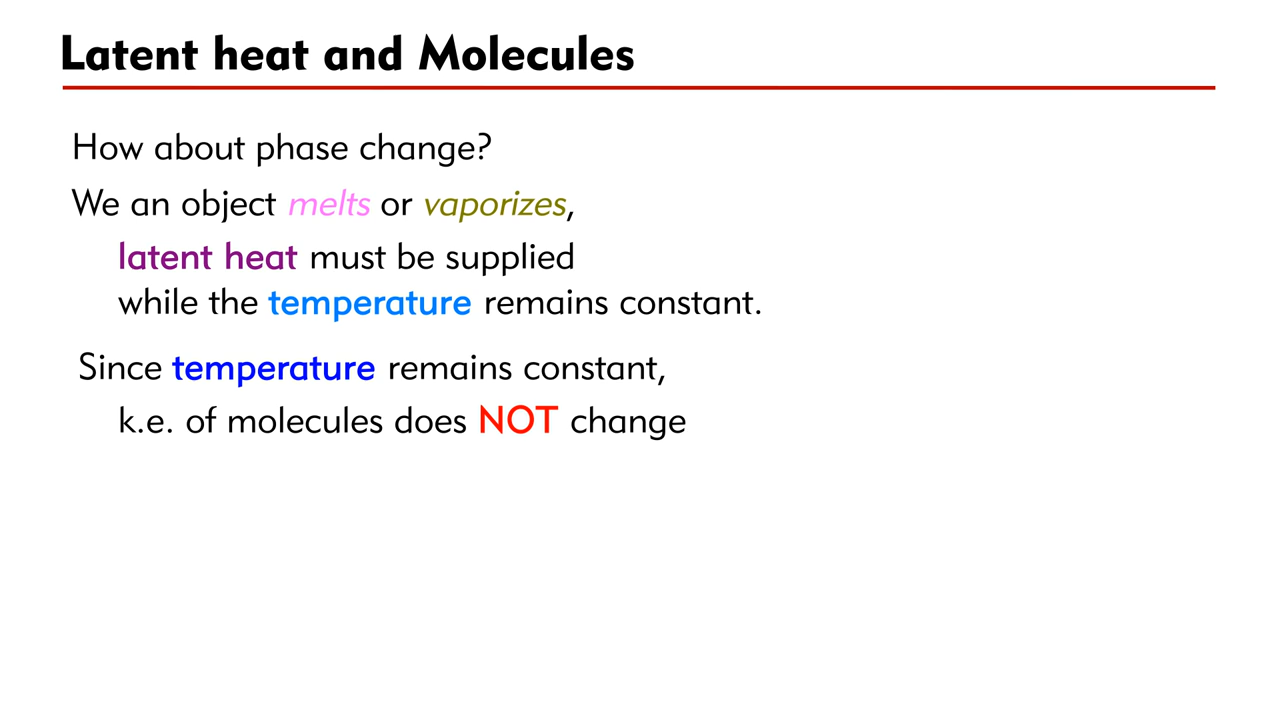 Latent heat and Molecules
How about phase change?
We an object melts or vaporizes,
latent heat must be supplied
while the temperature remains constant.
Since temperature remains constant,
k.e. of molecules does NOT change